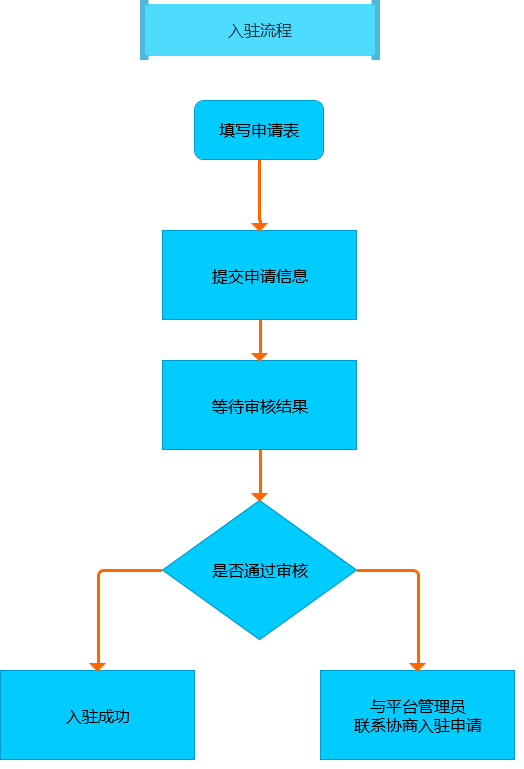 入驻流程
填写申请表
提交申请信息
等待审核结果
是否通过审核
入驻成功
与平台管理员
联系协商入驻申请